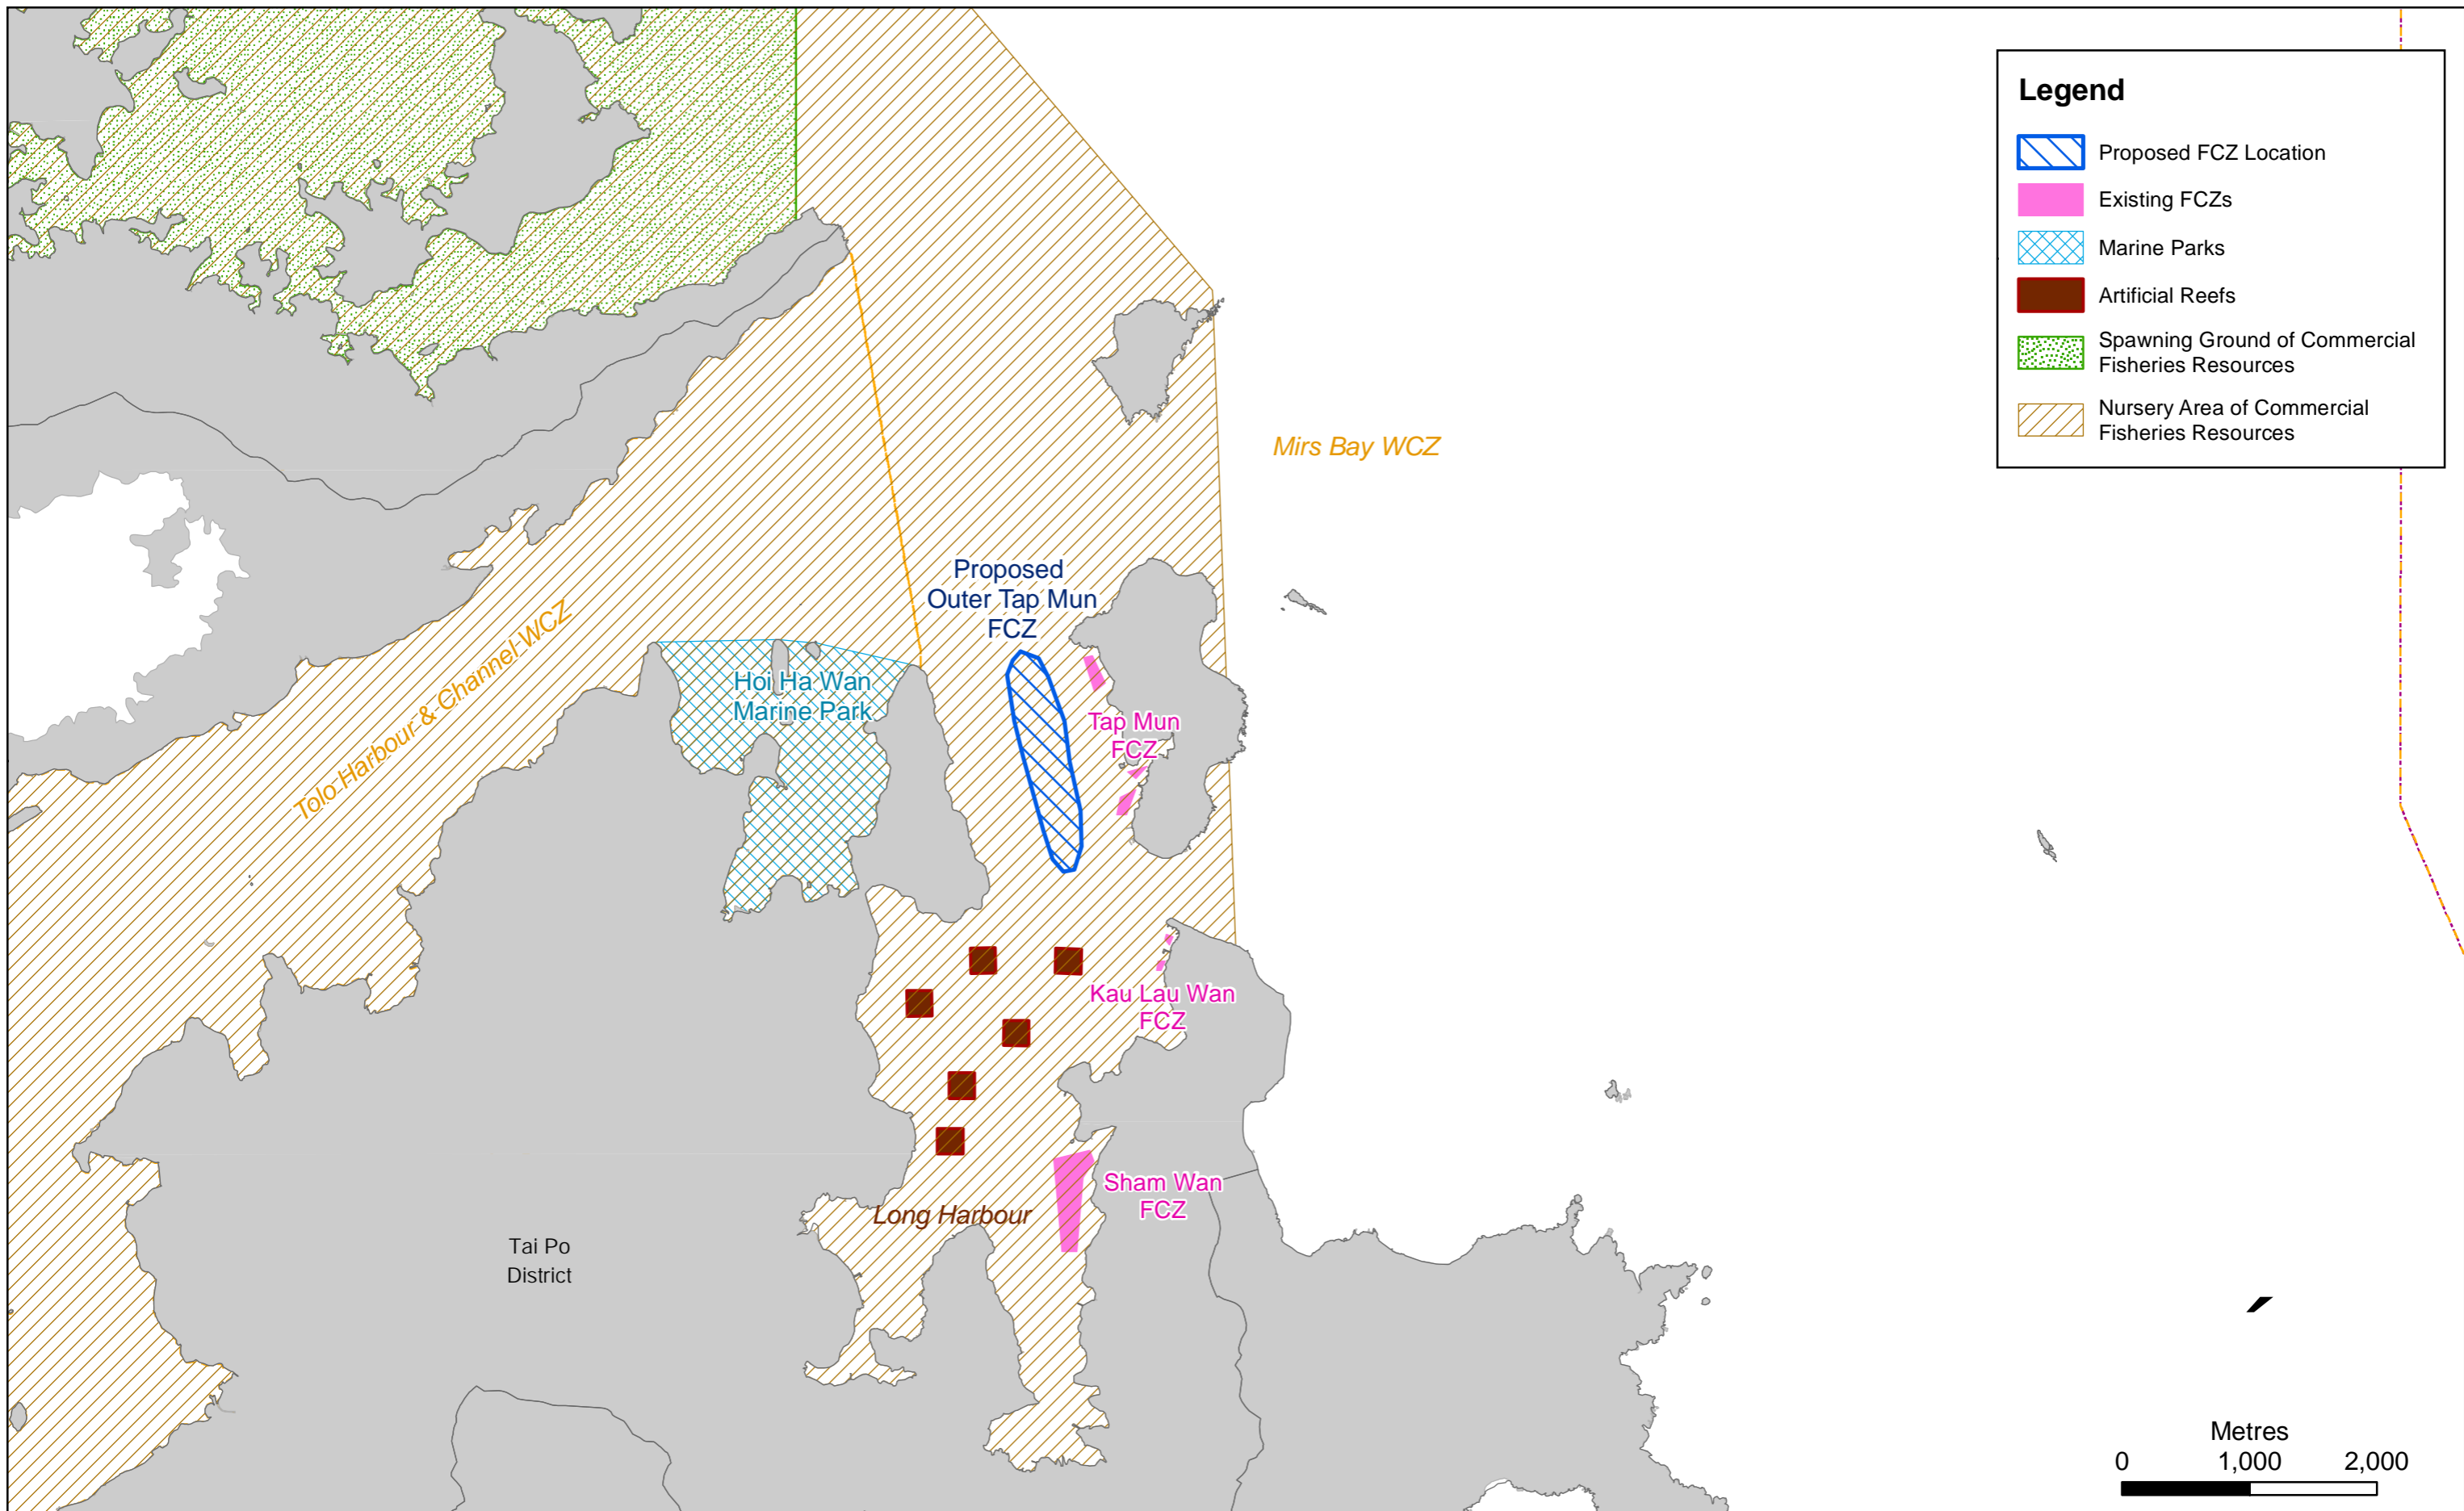 Legend
Proposed FCZ Location
Existing FCZs
Marine Parks
Artificial Reefs
Spawning Ground of Commercial
Fisheries Resources
Nursery Area of Commercial
Fisheries Resources
Mirs Bay WCZ
Proposed
Outer Tap Mun
FCZ
Tolo Harbour & Channel WCZ
Hoi Ha Wan
Marine Park
Tap Mun
FCZ
Kau Lau Wan
FCZ
Sham Wan
FCZ
Long Harbour
Tai Po
District
Metres
0 1,000 2,000